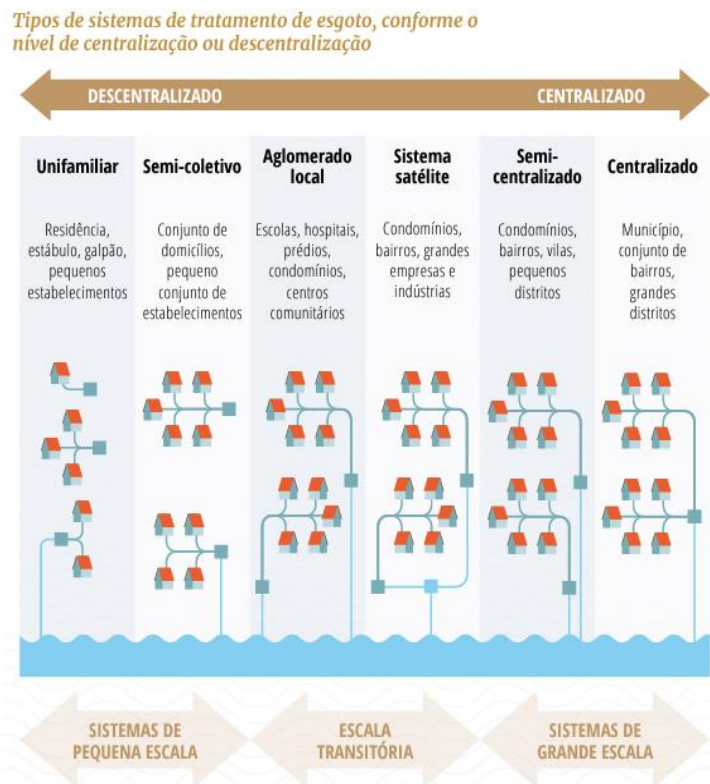 Tipos de sistemas de tratamento de esgoto, conforme o
nível de centralização ou descentralização
DESCENTRALIZADO
CENTRALIZADO
Unifamiliar
Residência,
estábulo, galpão,
pequenos
estabelecimentos
Semi-coletivo
Conjunto de
domicílios,
pequeno
conjunto de
estabelecimentos
Aglomerado
local
Escolas, hospitais,
prédios,
condomínios,
centros
comunitários
Sistema
satélite
Condomínios,
bairros, grandes
empresas e
indústrias
Semi-
centralizado
Condomínios,
bairros, vilas,
pequenos
distritos
Centralizado
Município,
conjunto de
bairros,
grandes
distritos
SISTEMAS DE
PEQUENA ESCALA
ESCALA
TRANSITÓRIA
SISTEMAS DE
GRANDE ESCALA